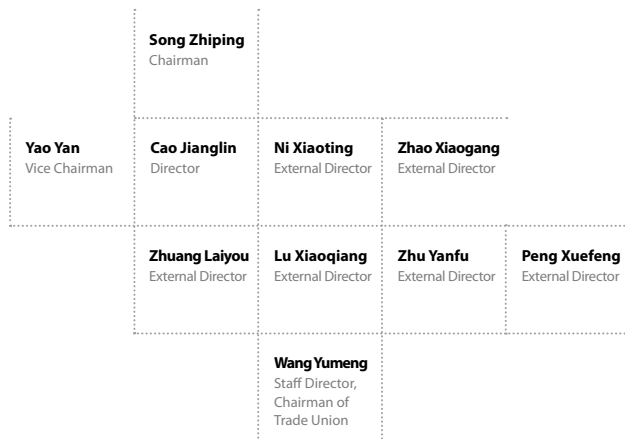 Song Zhiping
Chairman
Yao Yan
Vice Chairman
Cao Jianglin
Director
Ni Xiaoting
External Director
Zhao Xiaogang
External Director
Zhuang Laiyou
External Director
Lu Xiaoqiang
External Director
Zhu Yanfu
External Director
Peng Xuefeng
External Director
Wang Yumeng
Staff Director,
Chairman of
Trade Union